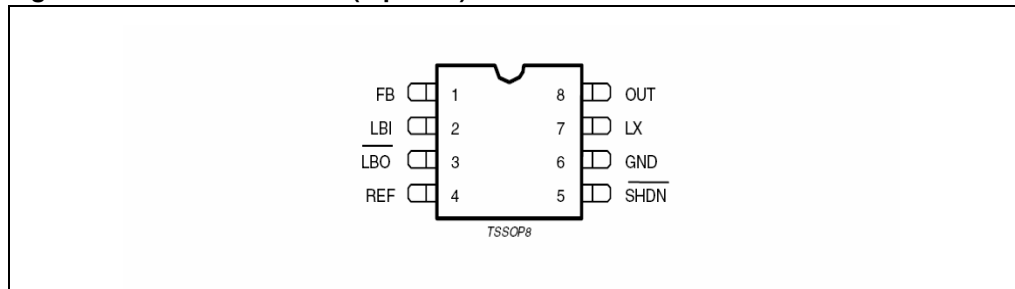 FB 1 8 OUT
LBI 2 7 LX
LBO 3 6 GND
REF 4 5 SHDN
TSSOP8